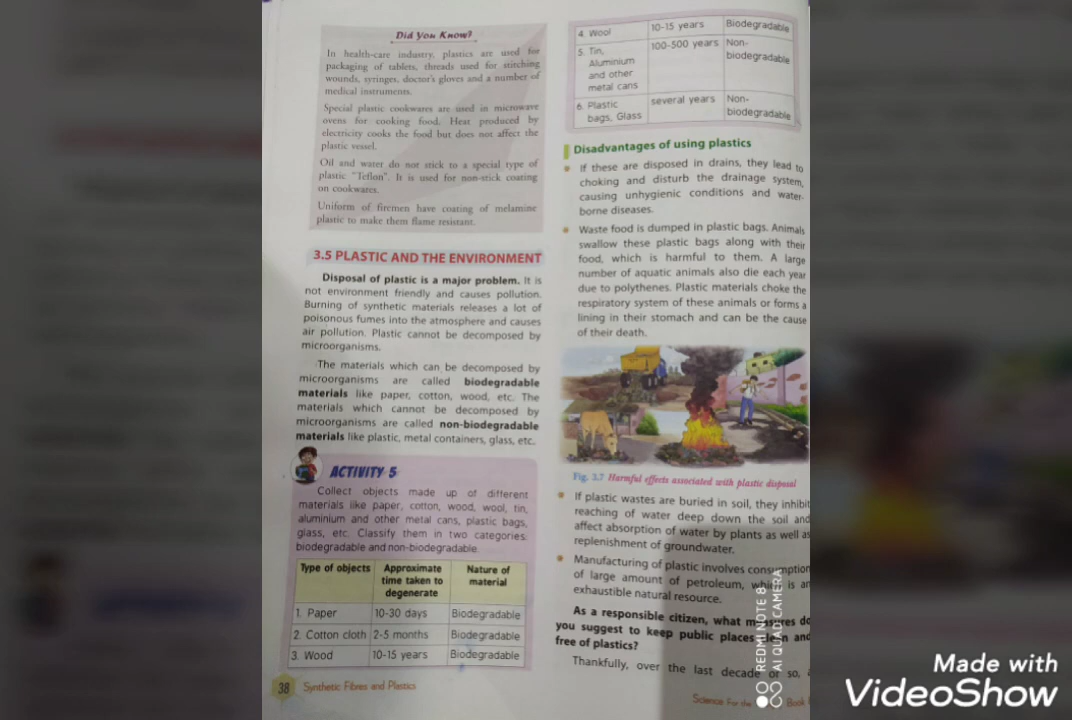 Did You Know?
In health-care industry, plastics are used for
packaging of tablets, threads used for stitching
wounds, syringes, doctor's gloves and a number of
medical instruments.
Special plastic cookwares are used in microwave
ovens for cooking food. Heat produced by
electricity cooks the food but does not affect the
plastic vessel.
Oil and water do not stick to a special type of
plastic "Teflon". It is used for non-stick coating
on cookwares.
Uniform of firemen have coating of melamine
plastic to make them flame resistant.
3.5 PLASTIC AND THE ENVIRONMENT
Disposal of plastic is a major problem. It is
not environment friendly and causes pollution.
Burning of synthetic materials releases a lot of
poisonous fumes into the atmosphere and causes
air pollution. Plastic cannot be decomposed by
microorganisms.
The materials which can be decomposed by
microorganisms are called biodegradable
materials like paper, cotton, wood, etc. The
materials which cannot be decomposed by
microorganisms are called non-biodegradable
materials like plastic, metal containers, glass, etc.
ACTIVITY 5
Collect objects made up of different
materials like paper, cotton, wood, wool, tin,
aluminium and other metal cans, plastic bags,
glass, etc. Classify them in two categories:
biodegradable and non-biodegradable.
Type of objects Approximate time taken to degenerate Nature of material
1. Paper 10-30 days Biodegradable
2. Cotton cloth 2-5 months Biodegradable
3. Wood 10-15 years Biodegradable
38 Synthetic Fibres and Plastics
4. Wool 10-15 years Biodegradable
5. Tin, Aluminium and other metal cans 100-500 years Non-biodegradable
6. Plastic bags, Glass several years Non-biodegradable
Disadvantages of using plastics
If these are disposed in drains, they lead to
choking and disturb the drainage system,
causing unhygienic conditions and water-
borne diseases.
Waste food is dumped in plastic bags. Animals
swallow these plastic bags along with their
food, which is harmful to them. A large
number of aquatic animals also die each year
due to polythenes. Plastic materials choke the
respiratory system of these animals or forms a
lining in their stomach and can be the cause
of their death.
Fig. 3.7 Harmful effects associated with plastic disposal
If plastic wastes are buried in soil, they inhibit
reaching of water deep down the soil and
affect absorption of water by plants as well as
replenishment of groundwater.
Manufacturing of plastic involves consumption
of large amount of petroleum, which is an
exhaustible natural resource.
As a responsible citizen, what measures do
you suggest to keep public places clean and
free of plastics?
Thankfully, over the last decade or so,
Science For the Book
REDMI NOTE 8
AI QUAD CAMERA
Made with
VideoShow